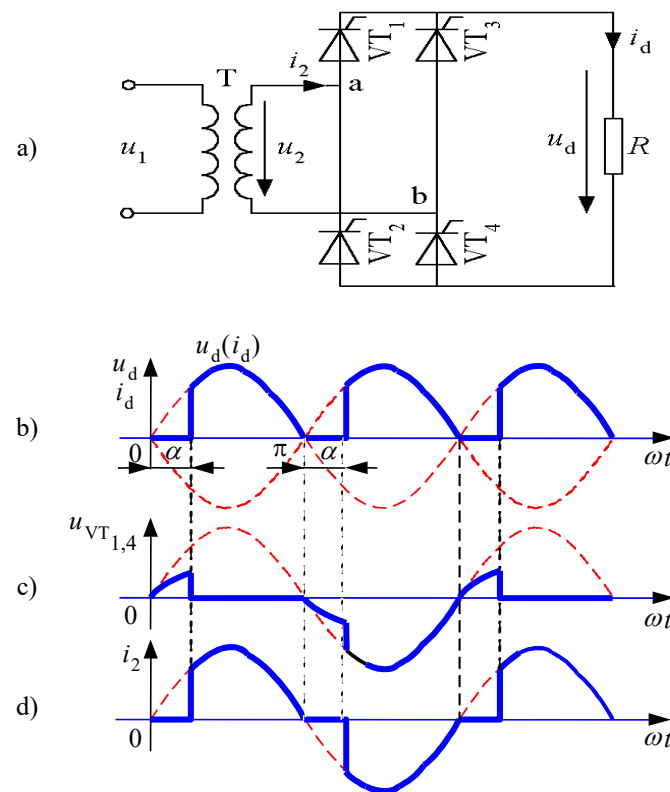 a)
T
u1
i2
a
u2
b
VT1
VT3
VT2
VT4
id
ud
R
b)
ud
id
ud(id)
0
α
π
α
ωt
c)
uVT1,4
0
ωt
d)
i2
0
ωt